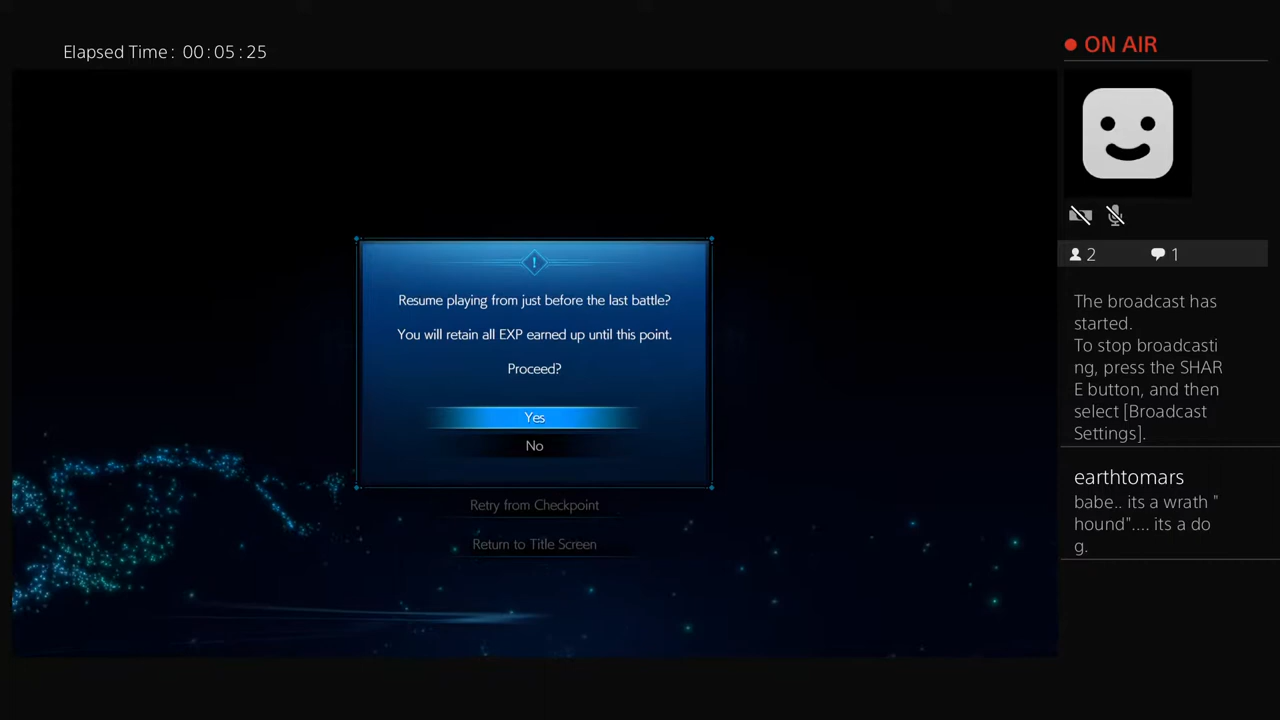 Elapsed Time: 00:05:25
ON AIR
2
1
The broadcast has
started.
To stop broadcasti
ng, press the SHAR
E button, and then
select [Broadcast
Settings].
earthtomars
babe.. its a wrath "
hound".... its a do
g.
!
Resume playing from just before the last battle?
You will retain all EXP earned up until this point.
Proceed?
Yes
No
Retry from Checkpoint
Return to Title Screen